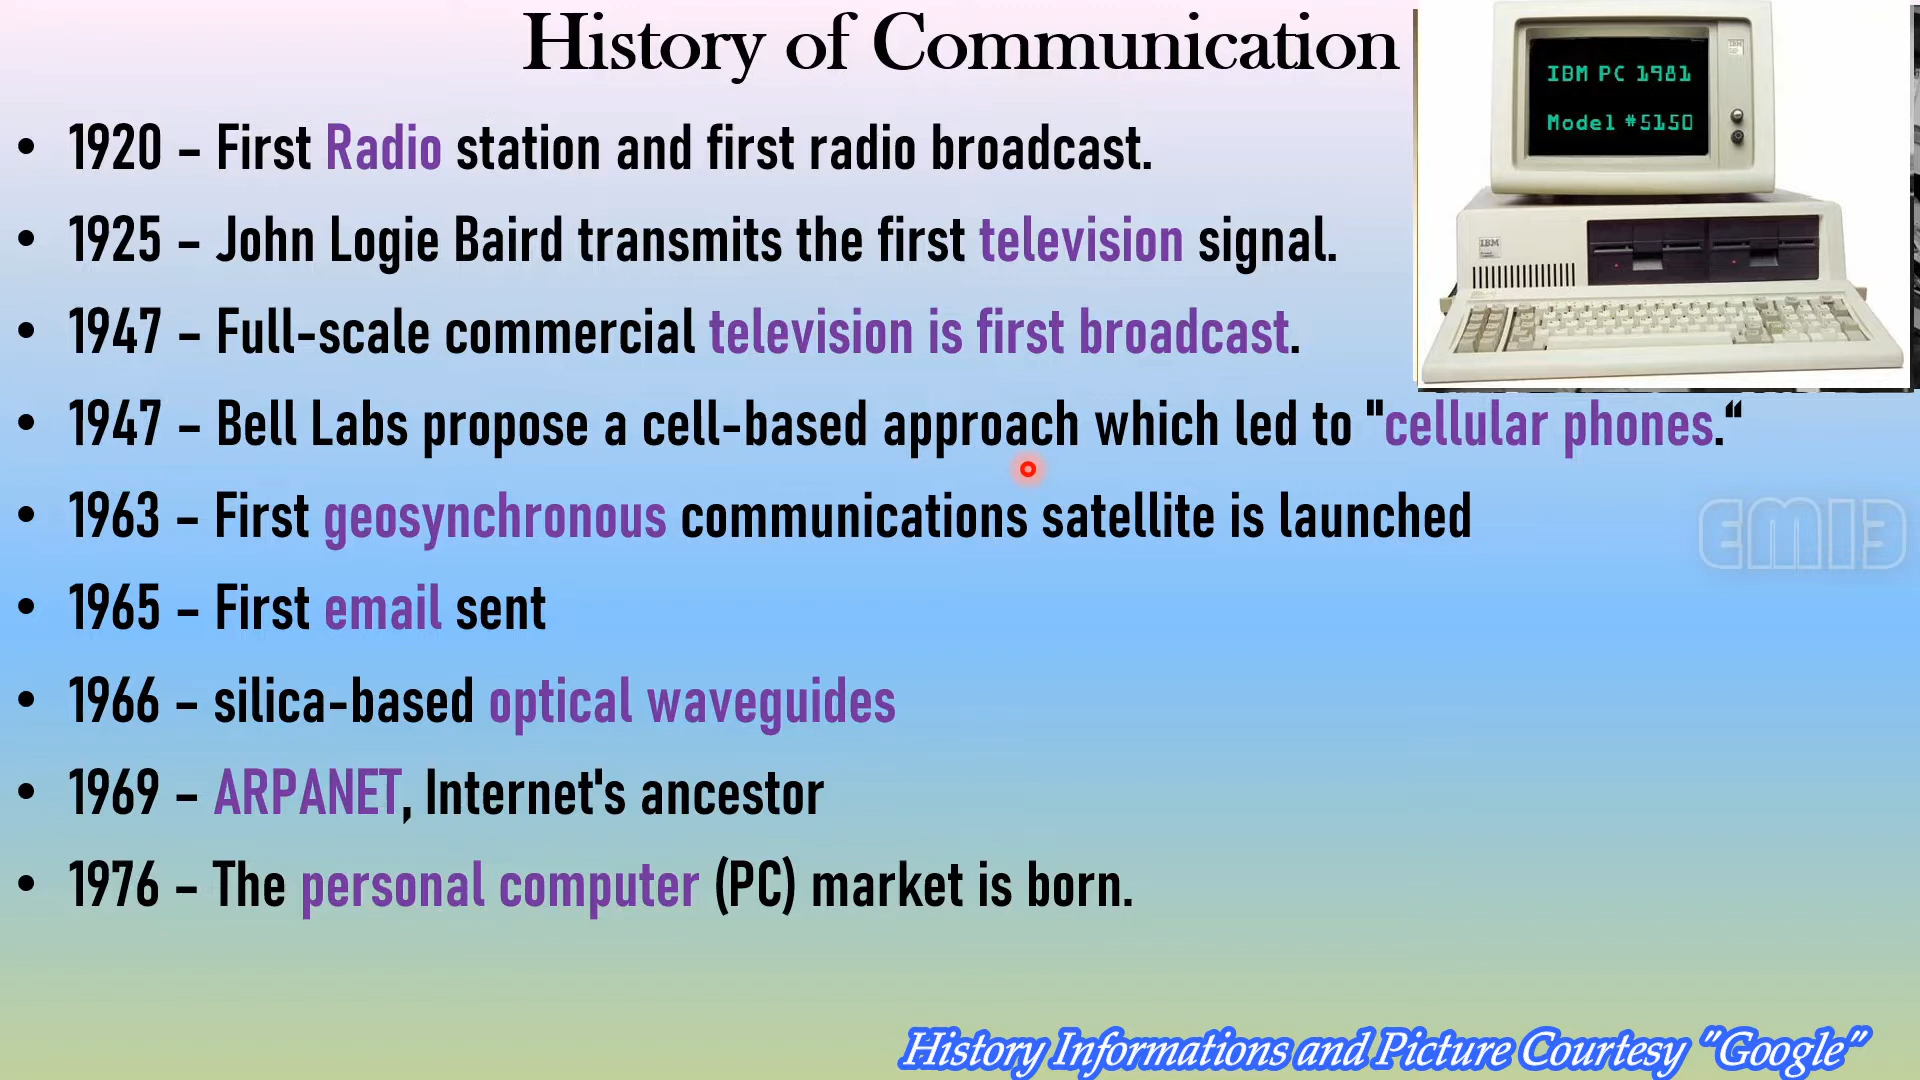 History of Communication
IBM PC 1981
Model #5150
IBM
• 1920 – First Radio station and first radio broadcast.
• 1925 – John Logie Baird transmits the first television signal.
• 1947 – Full-scale commercial television is first broadcast.
• 1947 – Bell Labs propose a cell-based approach which led to "cellular phones.“
• 1963 – First geosynchronous communications satellite is launched
• 1965 – First email sent
• 1966 – silica-based optical waveguides
• 1969 – ARPANET, Internet's ancestor
• 1976 – The personal computer (PC) market is born.
History Informations and Picture Courtesy "Google"